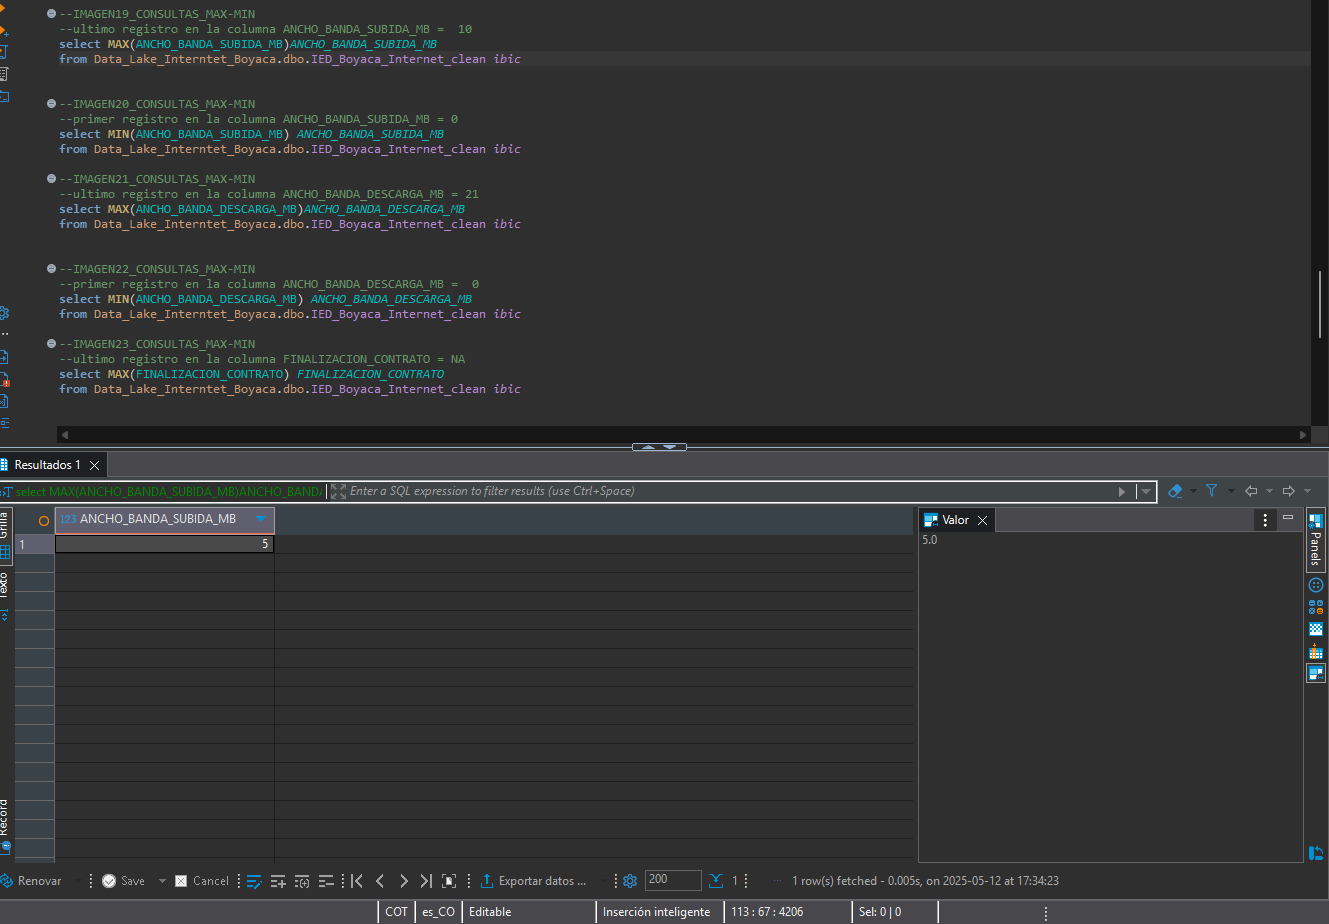 --IMAGEN19_CONSULTAS_MAX-MIN
--ultimo registro en la columna ANCHO_BANDA_SUBIDA_MB =  10
select MAX(ANCHO_BANDA_SUBIDA_MB)ANCHO_BANDA_SUBIDA_MB
from Data_Lake_Interntet_Boyaca.dbo.IED_Boyaca_Internet_clean ibic
--IMAGEN20_CONSULTAS_MAX-MIN
--primer registro en la columna ANCHO_BANDA_SUBIDA_MB = 0
select MIN(ANCHO_BANDA_SUBIDA_MB) ANCHO_BANDA_SUBIDA_MB
from Data_Lake_Interntet_Boyaca.dbo.IED_Boyaca_Internet_clean ibic
--IMAGEN21_CONSULTAS_MAX-MIN
--ultimo registro en la columna ANCHO_BANDA_DESCARGA_MB = 21
select MAX(ANCHO_BANDA_DESCARGA_MB)ANCHO_BANDA_DESCARGA_MB
from Data_Lake_Interntet_Boyaca.dbo.IED_Boyaca_Internet_clean ibic
--IMAGEN22_CONSULTAS_MAX-MIN
--primer registro en la columna ANCHO_BANDA_DESCARGA_MB =  0
select MIN(ANCHO_BANDA_DESCARGA_MB) ANCHO_BANDA_DESCARGA_MB
from Data_Lake_Interntet_Boyaca.dbo.IED_Boyaca_Internet_clean ibic
--IMAGEN23_CONSULTAS_MAX-MIN
--ultimo registro en la columna FINALIZACION_CONTRATO = NA
select MAX(FINALIZACION_CONTRATO) FINALIZACION_CONTRATO
from Data_Lake_Interntet_Boyaca.dbo.IED_Boyaca_Internet_clean ibic
Resultados 1
select MAX(ANCHO_BANDA_SUBIDA_MB)ANCHO_BANDA
Enter a SQL expression to filter results (use Ctrl+Space)
Grilla
123 ANCHO_BANDA_SUBIDA_MB
Valor
1
5
5.0
Panels
Texto
Record
Renovar
Save
Cancel
Exportar datos ...
200
1
1 row(s) fetched - 0.005s, on 2025-05-12 at 17:34:23
COT
es_CO
Editable
Inserción inteligente
113 : 67 : 4206
Sel: 0 | 0